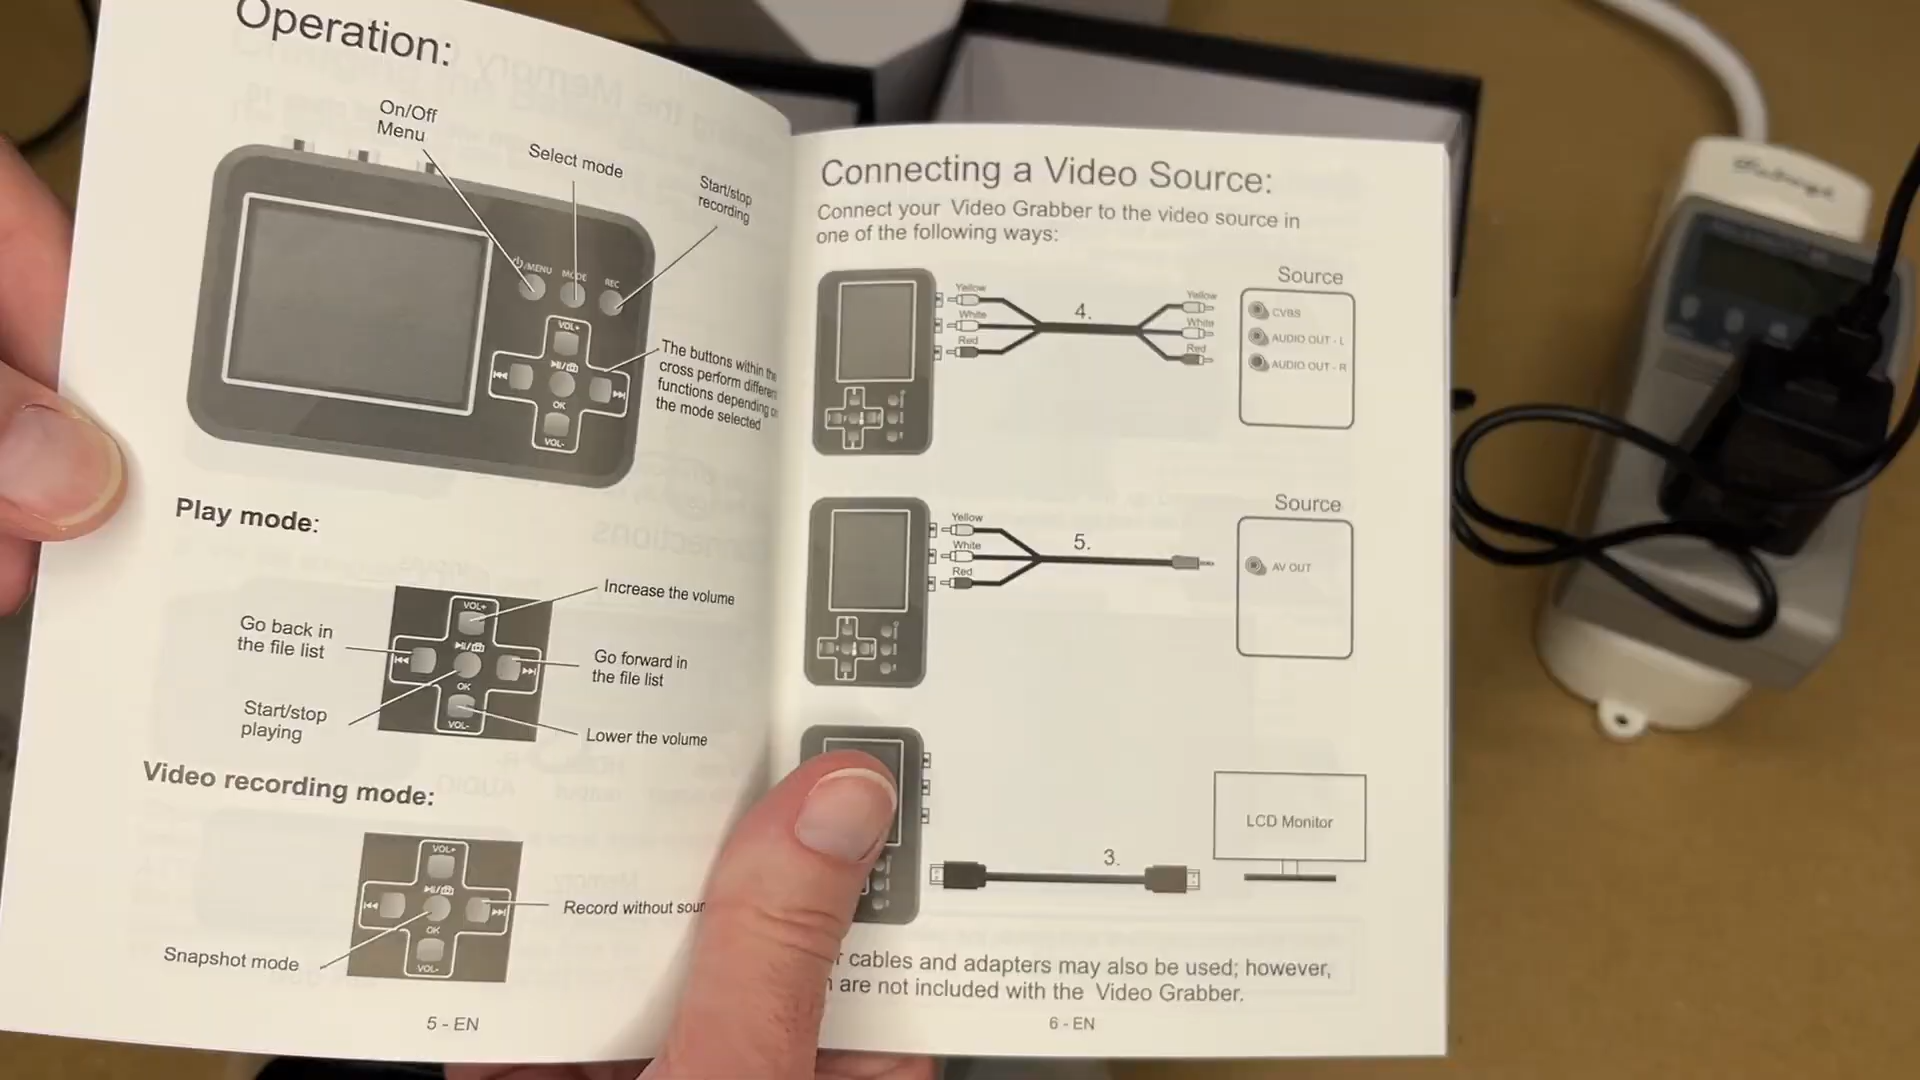 Operation:
On/Off
Menu
Select mode
Start/stop
recording
/MENU
MODE
REC
VOL+
OK
VOL-
The buttons within the
cross perform different
functions depending
the mode selected
Play mode:
VOL+
OK
VOL-
Increase the volume
Go back in
the file list
Go forward in
the file list
Start/stop
playing
Lower the volume
Video recording mode:
VOL+
OK
VOL-
Record without
Snapshot mode
5 - EN
Connecting a Video Source:
Connect your Video Grabber to the video source in
one of the following ways:
Source
Yellow
White
Red
4.
Yellow
White
Red
CVBS
AUDIO OUT - L
AUDIO OUT - R
Source
Yellow
White
Red
5.
AV OUT
LCD Monitor
3.
cables and adapters may also be used; however,
are not included with the Video Grabber.
6 - EN